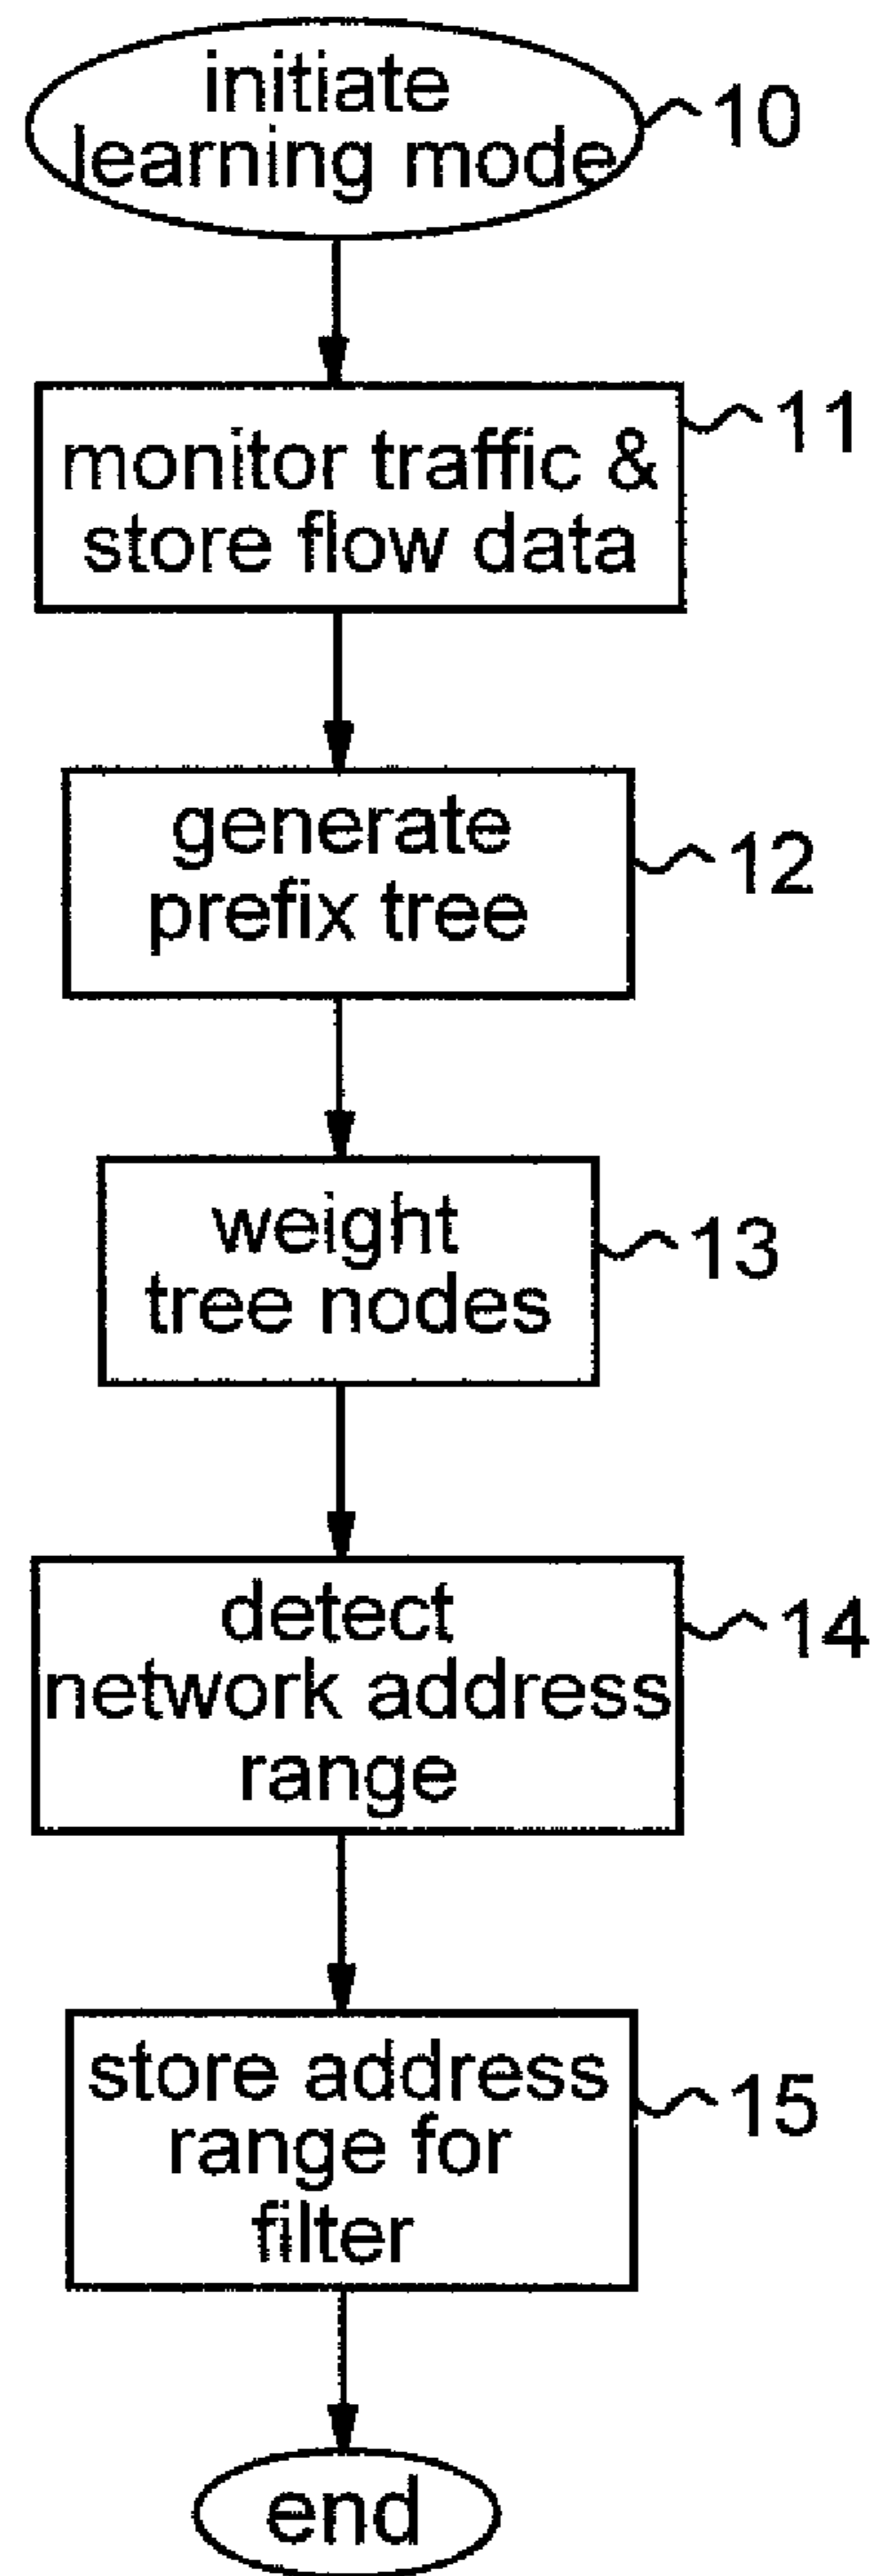 initiate
learning mode
10
monitor traffic &
store flow data
11
generate
prefix tree
12
weight
tree nodes
13
detect
network address
range
14
store address
range for
filter
15
end